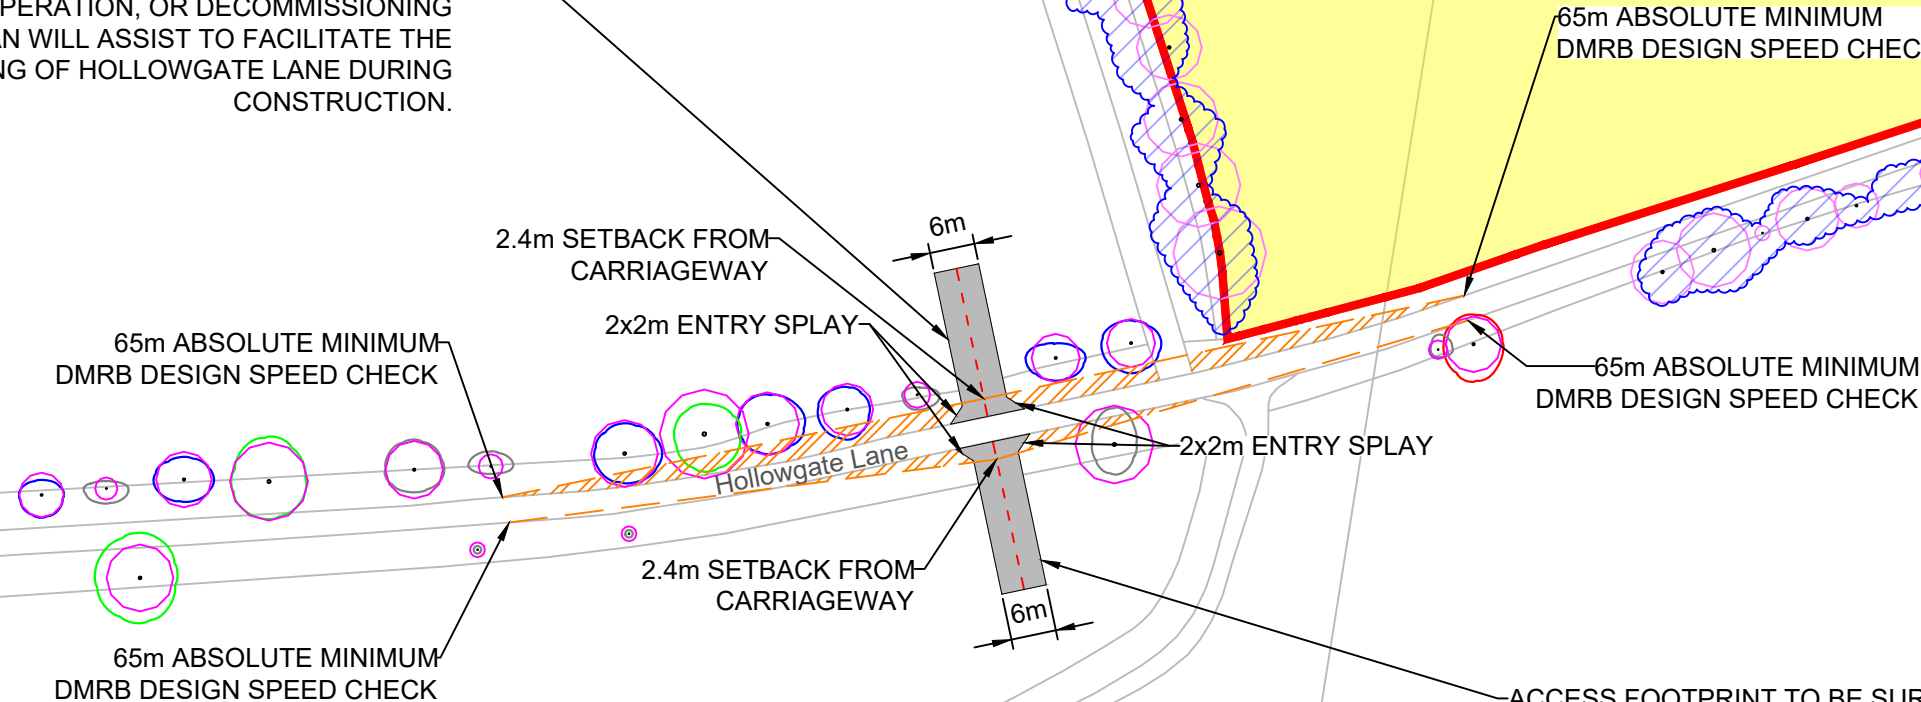 PERATION, OR DECOMMISSIONING
AN WILL ASSIST TO FACILITATE THE
NG OF HOLLOWGATE LANE DURING
CONSTRUCTION.
65m ABSOLUTE MINIMUM
DMRB DESIGN SPEED CHEC
6m
2.4m SETBACK FROM
CARRIAGEWAY
2x2m ENTRY SPLAY
65m ABSOLUTE MINIMUM
DMRB DESIGN SPEED CHECK
65m ABSOLUTE MINIMUM
DMRB DESIGN SPEED CHECK
2x2m ENTRY SPLAY
Hollowgate Lane
2.4m SETBACK FROM
CARRIAGEWAY
6m
65m ABSOLUTE MINIMUM
DMRB DESIGN SPEED CHECK
ACCESS FOOTPRINT TO BE SUR